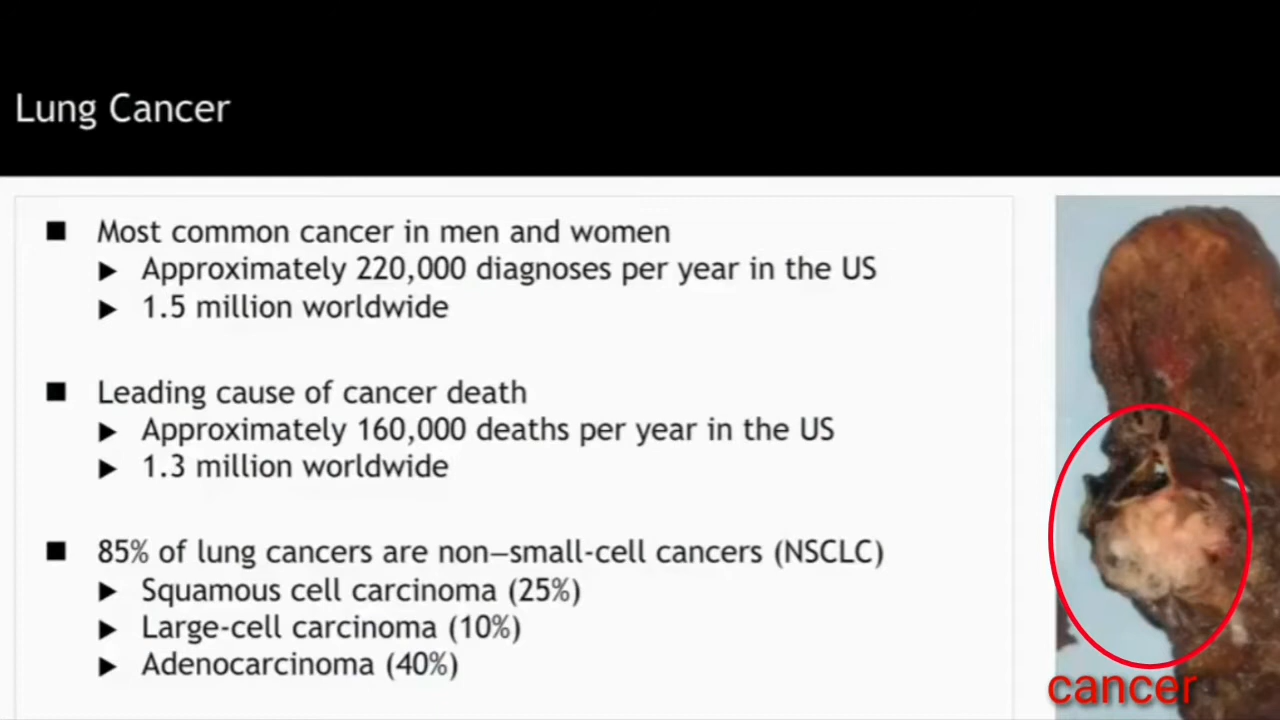 Lung Cancer
■ Most common cancer in men and women
► Approximately 220,000 diagnoses per year in the US
► 1.5 million worldwide
■ Leading cause of cancer death
► Approximately 160,000 deaths per year in the US
► 1.3 million worldwide
■ 85% of lung cancers are non–small-cell cancers (NSCLC)
► Squamous cell carcinoma (25%)
► Large-cell carcinoma (10%)
► Adenocarcinoma (40%)
cancer